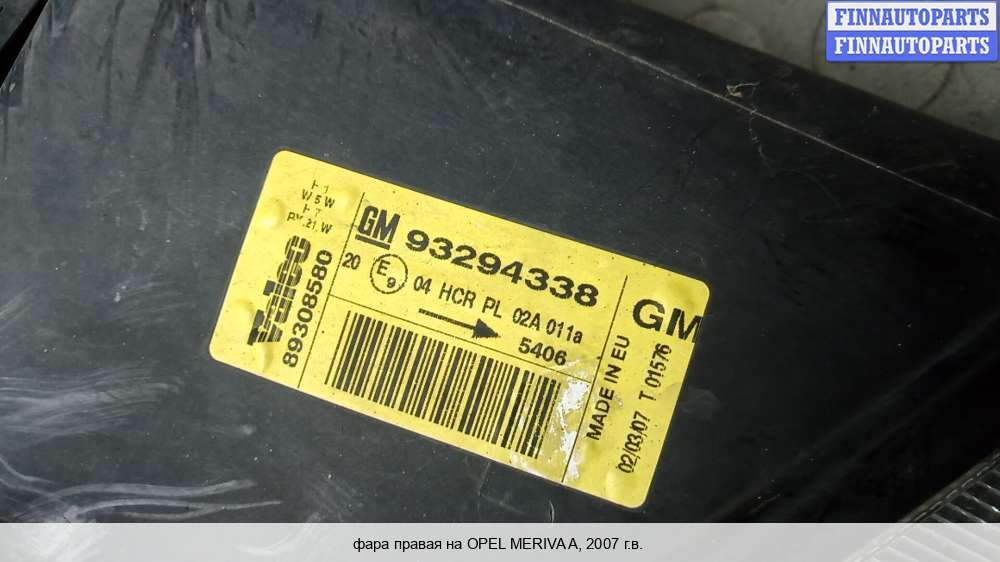 FINNAUTOPARTS
FINNAUTOPARTS
W5W
21W
Valeo
89308580
GM 93294338
20 E9 04 HCR PL 02A 011a
5406
GM
MADE IN EU
02/03/07 T 01576
фара правая на OPEL MERIVA A, 2007 г.в.